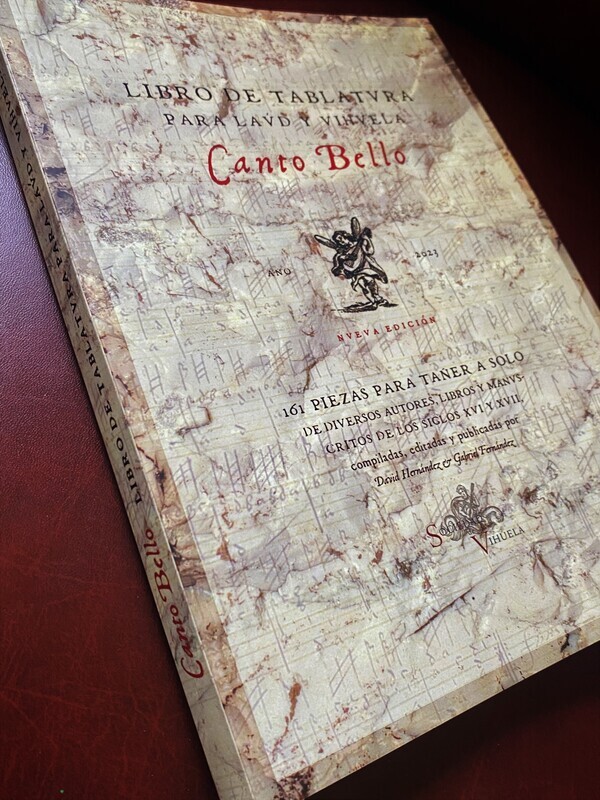 LIBRO DE TABLATVRA
PARA LAVD Y VIHVELA
Canto Bello
AÑO 2023
NVEVA EDICIÓN
161 PIEZAS PARA TAÑER A SOLO
DE DIVERSOS AUTORES, LIBROS Y MANVS-
CRITOS DE LOS SIGLOS XVI Y XVII,
compiladas, editadas y publicadas por
David Hernández & Gabriel Fernández
VIHUELA
Canto Bello
LIBRO DE TABLATVRA PARA LAVD Y